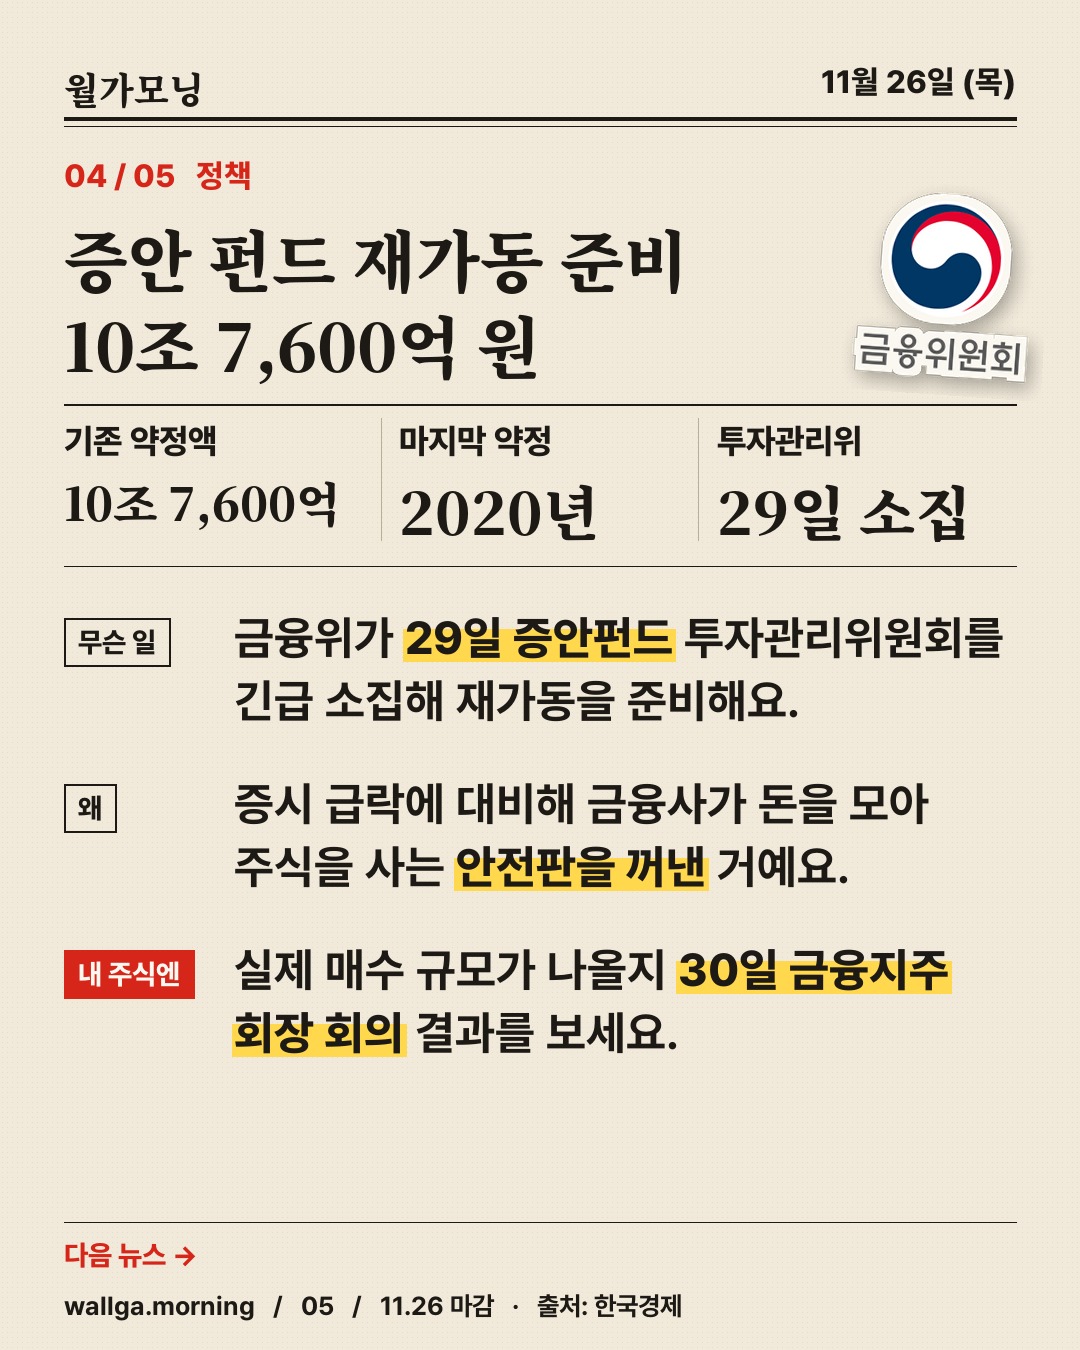 월가모닝
11월 26일 (목)
04 / 05 정책
증안 펀드 재가동 준비
10조 7,600억 원
금융위원회
기존 약정액
10조 7,600억
마지막 약정
2020년
투자관리위
29일 소집
무슨 일
금융위가 29일 증안펀드 투자관리위원회를
긴급 소집해 재가동을 준비해요.
왜
증시 급락에 대비해 금융사가 돈을 모아
주식을 사는 안전판을 꺼낸 거예요.
내 주식엔
실제 매수 규모가 나올지 30일 금융지주
회장 회의 결과를 보세요.
다음 뉴스 →
wallga.morning / 05 / 11.26 마감 · 출처: 한국경제